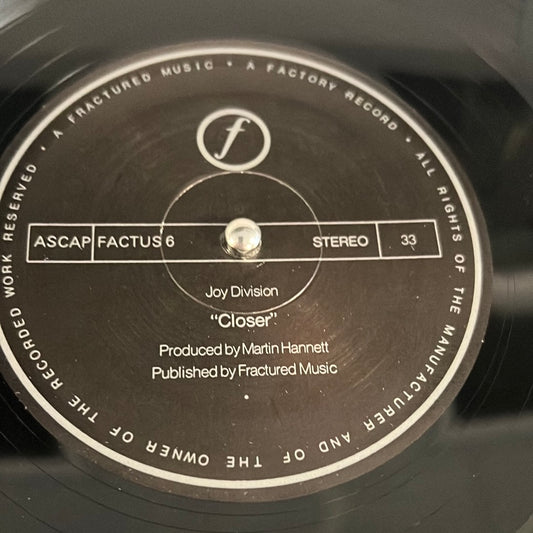 • A FRACTURED MUSIC • A FACTORY RECORD • ALL RIGHTS OF THE MANUFACTURER AND OF THE OWNER OF THE RECORDED WORK RESERVED
f
ASCAP FACTUS 6 STEREO 33
Joy Division
"Closer"
Produced by Martin Hannett
Published by Fractured Music